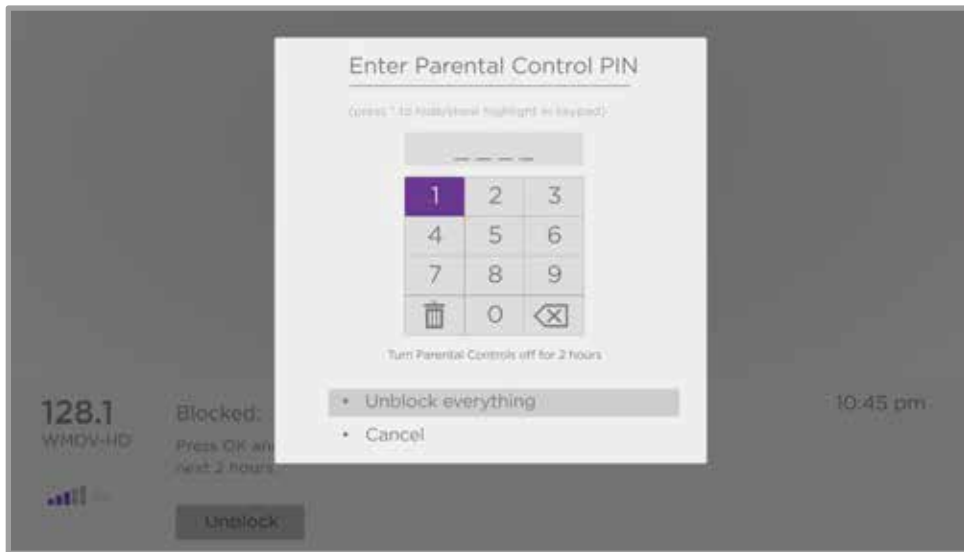 Enter Parental Control PIN
(press * to hide/show highlight in keypad)
_ _ _ _
1 2 3
4 5 6
7 8 9
0
Turn Parental Controls off for 2 hours
• Unblock everything
• Cancel
128.1
WMOV-HD
Blocked:
Press OK an
next 2 hours
Unblock
10:45 pm